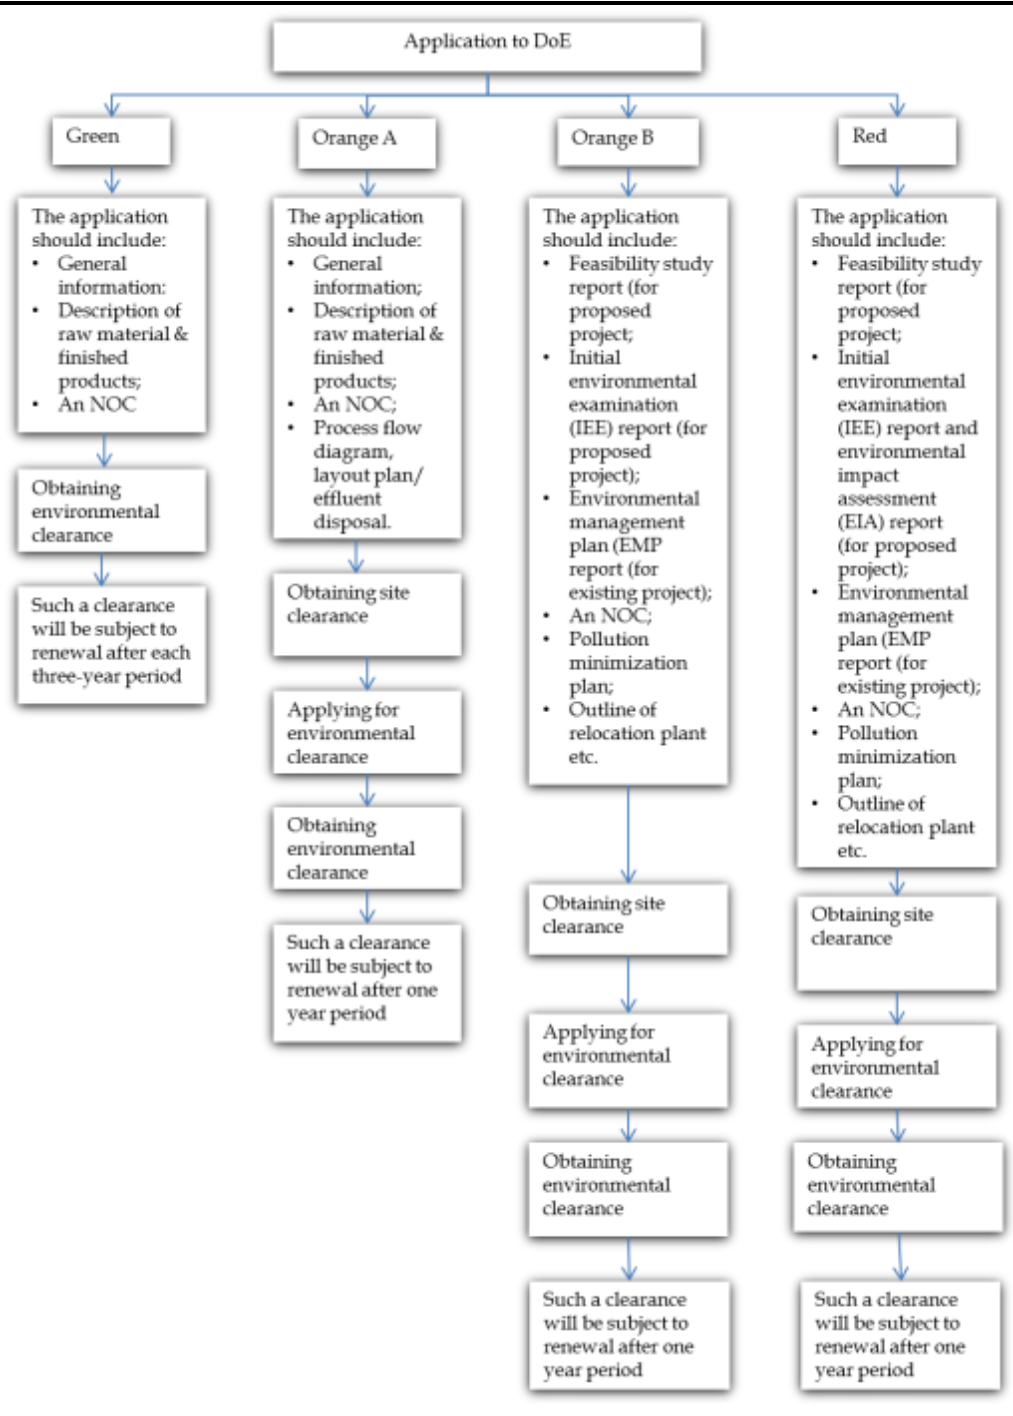 Application to DoE
Green
The application
should include:
• General
information:
• Description of
raw material &
finished
products;
• An NOC
Obtaining
environmental
clearance
Such a clearance
will be subject to
renewal after each
three-year period
Orange A
The application
should include:
• General
information;
• Description of
raw material &
finished
products;
• An NOC;
• Process flow
diagram,
layout plan/
effluent
disposal.
Obtaining site
clearance
Applying for
environmental
clearance
Obtaining
environmental
clearance
Such a clearance
will be subject to
renewal after one
year period
Orange B
The application
should include:
• Feasibility study
report (for
proposed
project;
• Initial
environmental
examination
(IEE) report (for
proposed
project);
• Environmental
management
plan (EMP
report (for
existing project);
• An NOC;
• Pollution
minimization
plan;
• Outline of
relocation plant
etc.
Obtaining site
clearance
Applying for
environmental
clearance
Obtaining
environmental
clearance
Such a clearance
will be subject to
renewal after one
year period
Red
The application
should include:
• Feasibility study
report (for
proposed
project;
• Initial
environmental
examination
(IEE) report and
environmental
impact
assessment
(EIA) report
(for proposed
project);
• Environmental
management
plan (EMP
report (for
existing project);
• An NOC;
• Pollution
minimization
plan;
• Outline of
relocation plant
etc.
Obtaining site
clearance
Applying for
environmental
clearance
Obtaining
environmental
clearance
Such a clearance
will be subject to
renewal after one
year period